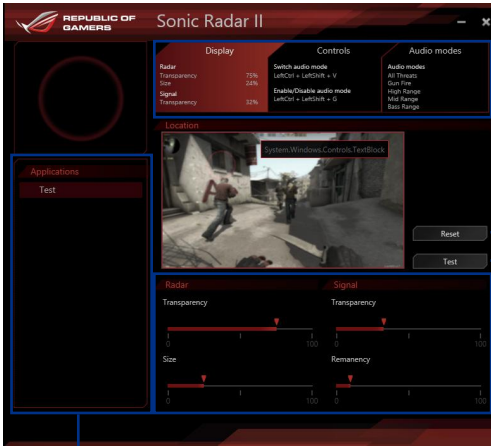 REPUBLIC OF
GAMERS
Sonic Radar II
Display
Controls
Audio modes
Radar
Transparency 75%
Size 24%
Signal
Transparency 32%
Switch audio mode
LeftCtrl + LeftShift + V
Enable/Disable audio mode
LeftCtrl + LeftShift + G
Audio modes
All Threats
Gun Fire
High Range
Mid Range
Bass Range
Location
System.Windows.Controls.TextBlock
Applications
Test
Reset
Test
Radar
Signal
Transparency
Transparency
0 100
0 100
Size
Remanency
0 100
0 100